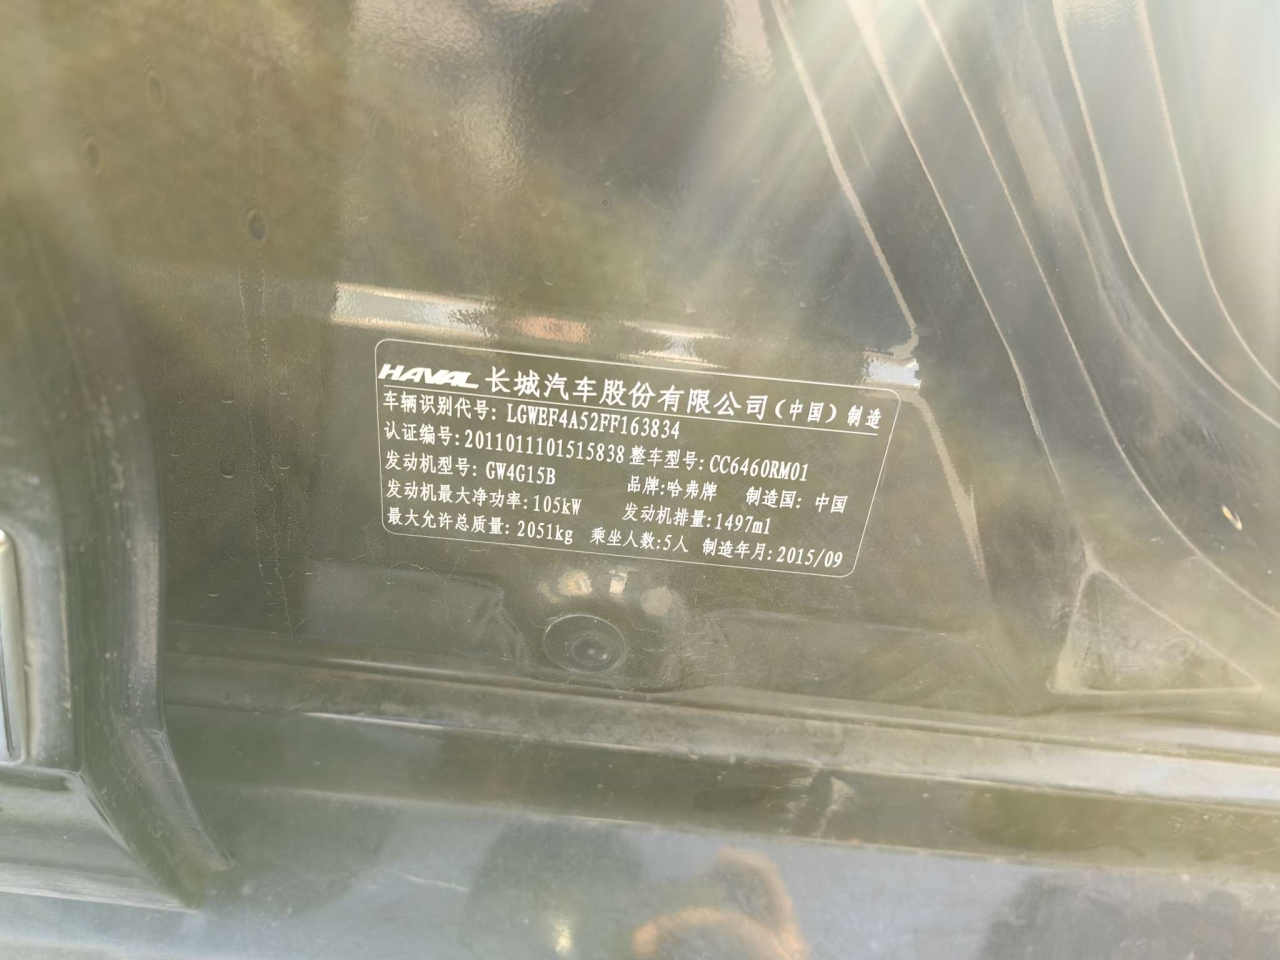 HAVAL 长城汽车股份有限公司（中国）制造
车辆识别代号: LGWEF4A52FF163834
认证编号: 2011011101515838 整车型号: CC6460RM01
发动机型号: GW4G15B 品牌:哈弗牌 制造国: 中国
发动机最大净功率: 105kW 发动机排量: 1497ml
最大允许总质量: 2051kg 乘坐人数:5人 制造年月: 2015/09